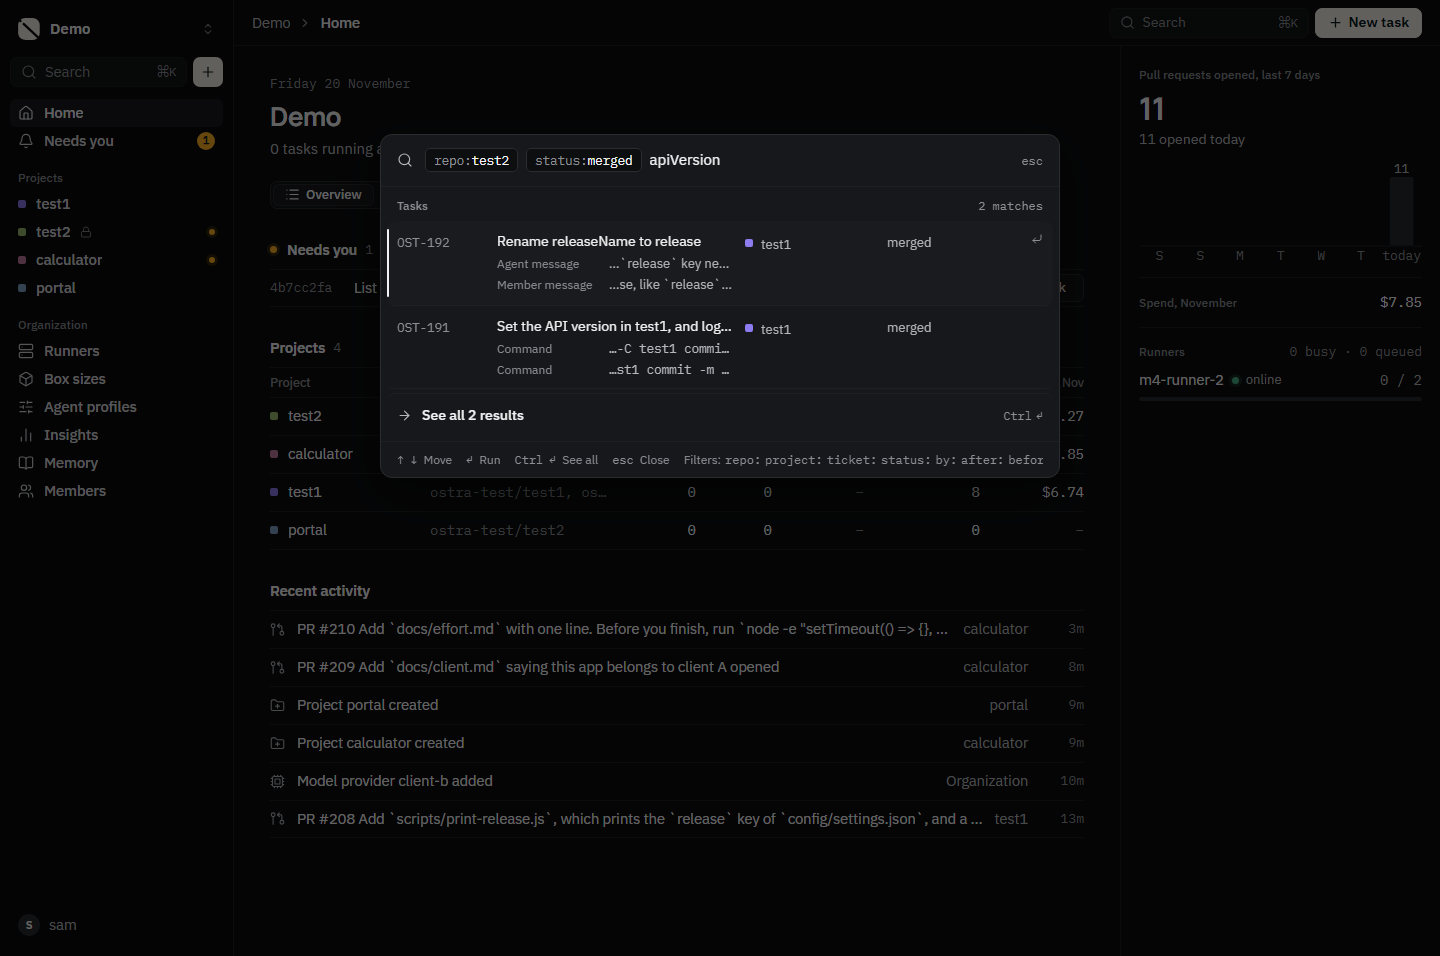 Demo
Search ⌘K
+
Home
Needs you 1
Projects
test1
test2
calculator
portal
Organization
Runners
Box sizes
Agent profiles
Insights
Memory
Members
S sam
Demo > Home
Search ⌘K
+ New task
Friday 20 November
Demo
0 tasks running
Overview
Needs you 1
4b7cc2fa List
Projects 4
Project Nov
test2 .27
calculator .85
test1 ostra-test/test1, os… 0 0 – 8 $6.74
portal ostra-test/test2 0 0 – 0 –
Recent activity
PR #210 Add `docs/effort.md` with one line. Before you finish, run `node -e "setTimeout(() => {}, ... calculator 3m
PR #209 Add `docs/client.md` saying this app belongs to client A opened calculator 8m
Project portal created portal 9m
Project calculator created calculator 9m
Model provider client-b added Organization 10m
PR #208 Add `scripts/print-release.js`, which prints the `release` key of `config/settings.json`, and a ... test1 13m
repo:test2 status:merged apiVersion esc
Tasks 2 matches
OST-192 Rename releaseName to release test1 merged ↵
Agent message …`release` key ne…
Member message …se, like `release`…
OST-191 Set the API version in test1, and log… test1 merged
Command …-C test1 commi…
Command …st1 commit -m …
→ See all 2 results Ctrl ↵
↑ ↓ Move ↵ Run Ctrl ↵ See all esc Close Filters: repo: project: ticket: status: by: after: befor
Pull requests opened, last 7 days
11
11 opened today
11
S S M T W T today
Spend, November $7.85
Runners 0 busy · 0 queued
m4-runner-2 online 0 / 2